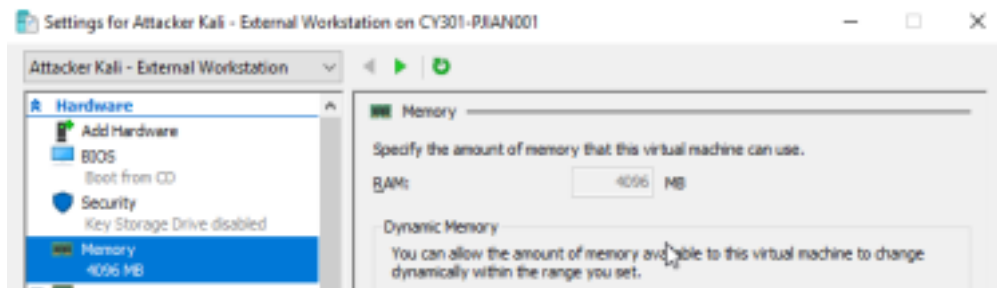 Settings for Attacker Kali - External Workstation on CY301-PJIAN001
Attacker Kali - External Workstation
Hardware
Add Hardware
BIOS
Boot from CD
Security
Key Storage Drive disabled
Memory
4096 MB
Memory
Specify the amount of memory that this virtual machine can use.
RAM: 4096 MB
Dynamic Memory
You can allow the amount of memory available to this virtual machine to change
dynamically within the range you set.